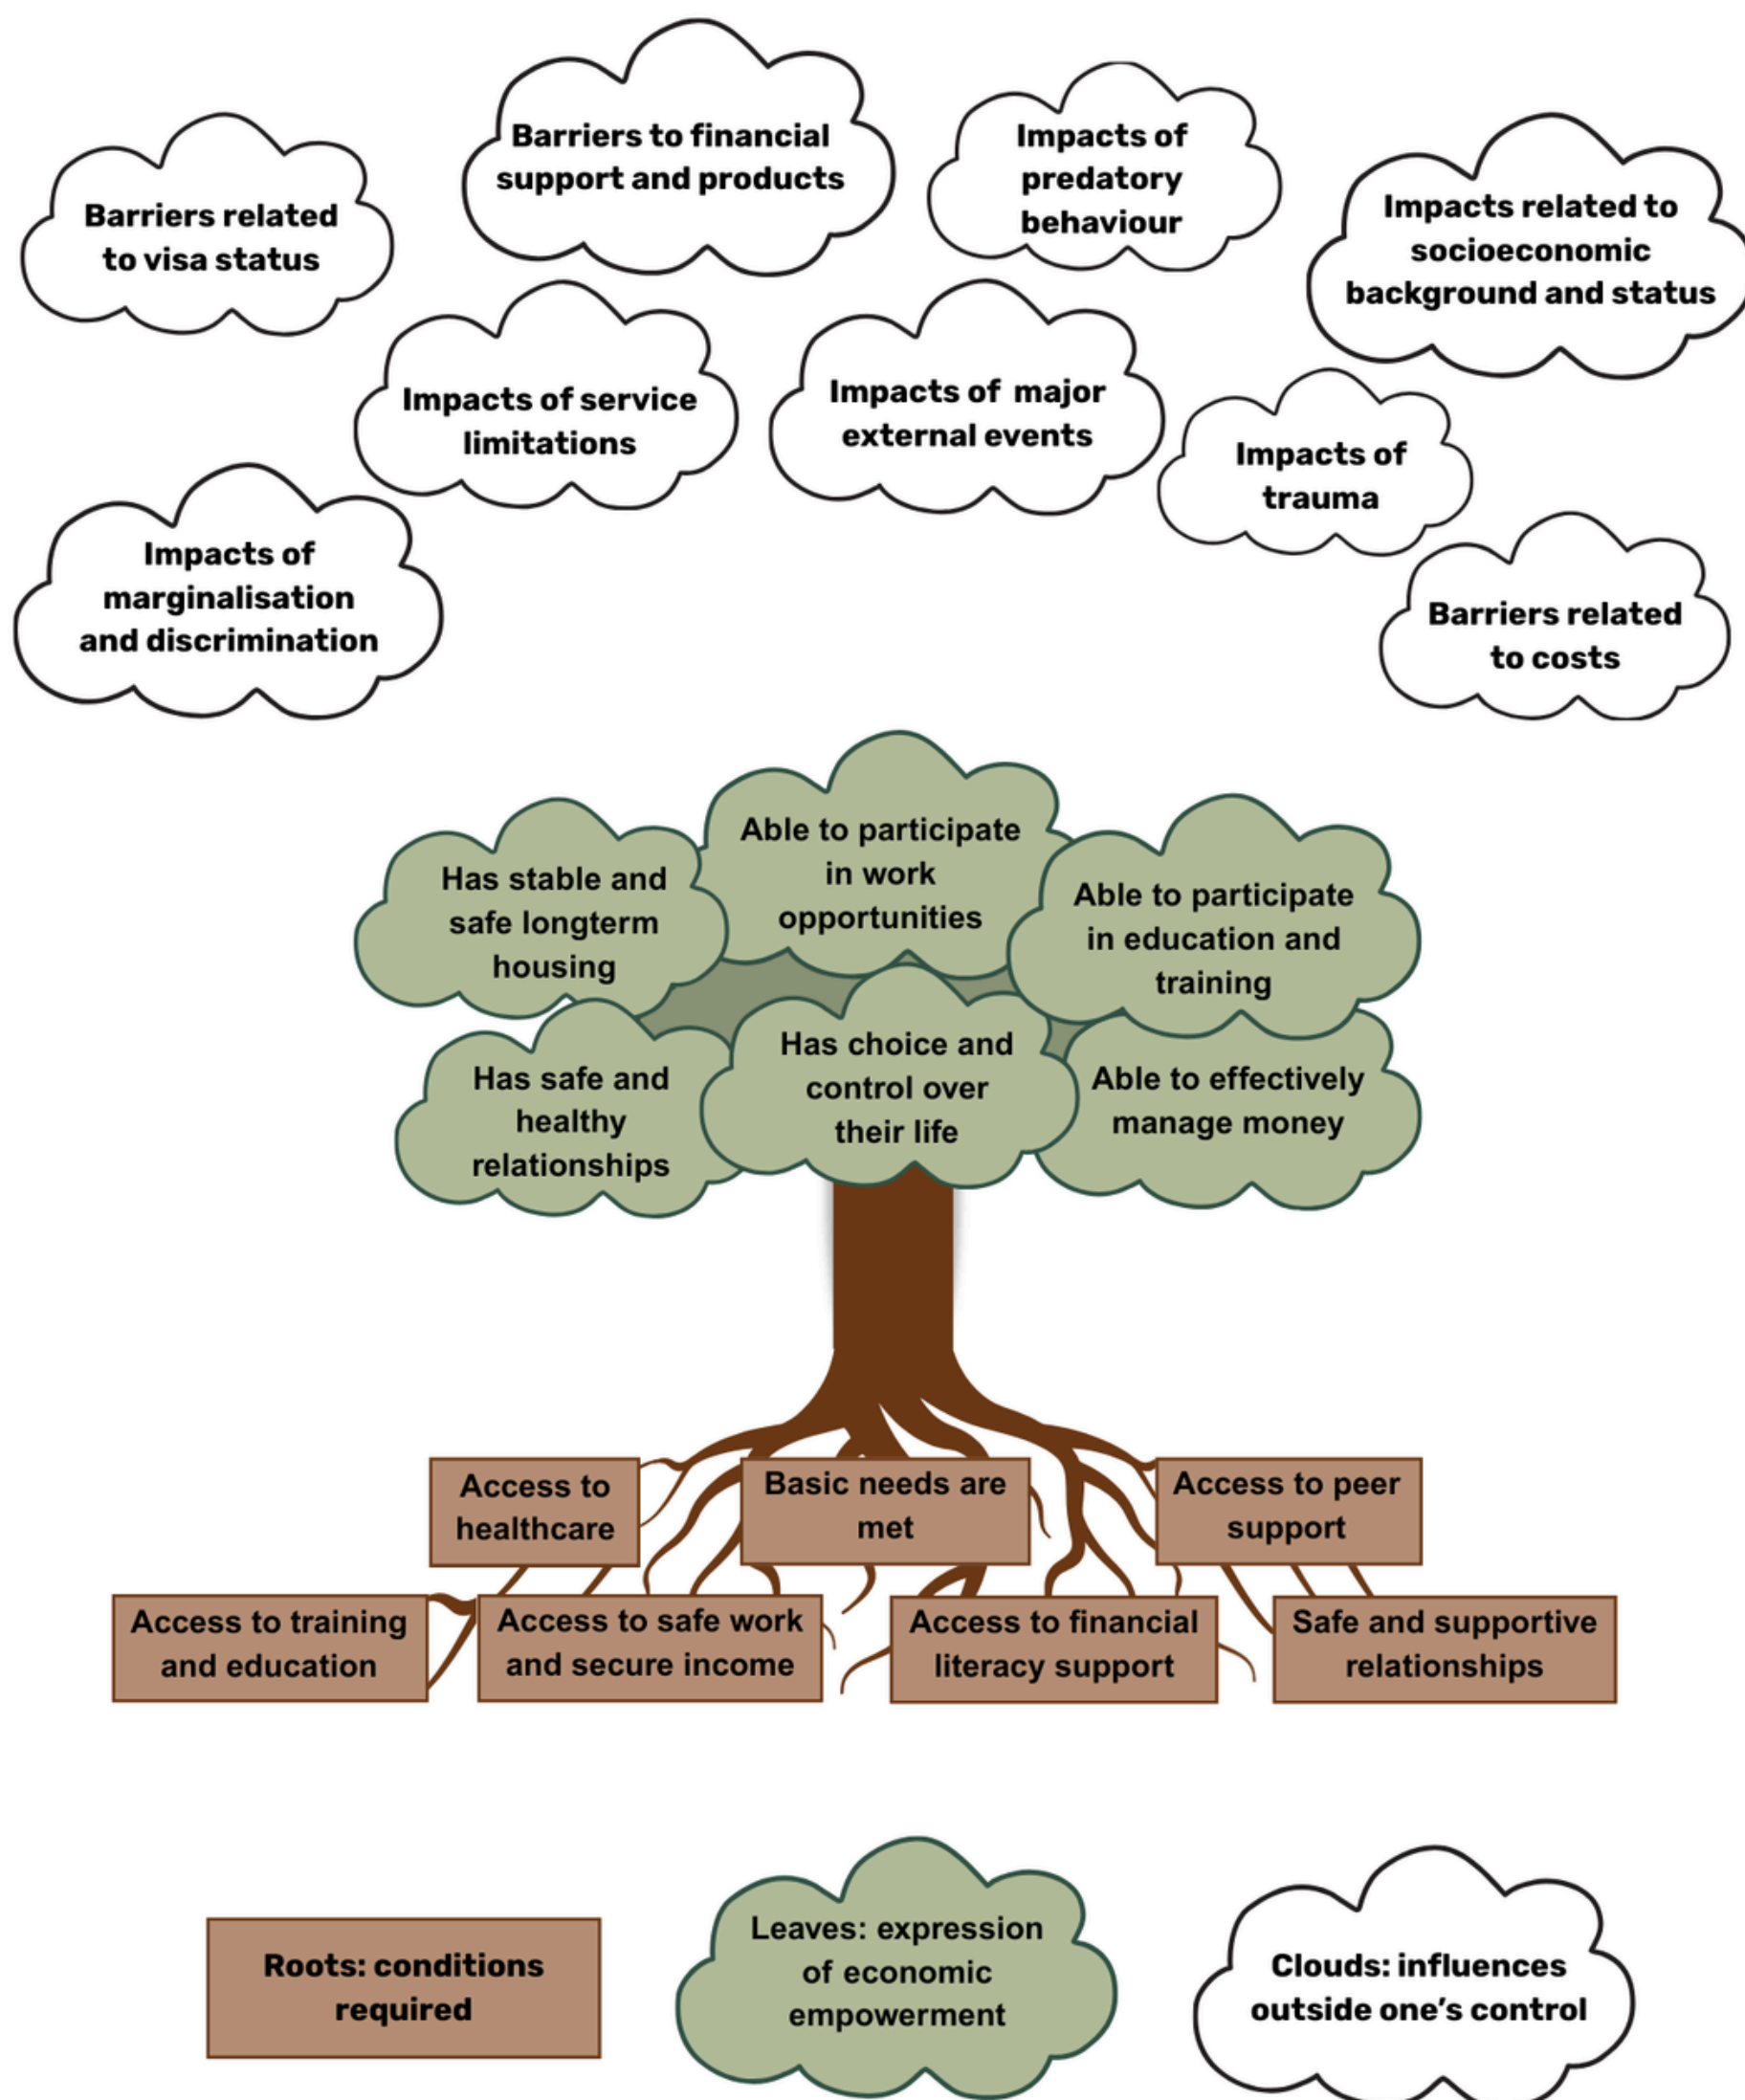 Barriers to financial
support and products
Impacts of
predatory
behaviour
Barriers related
to visa status
Impacts related to
socioeconomic
background and status
Impacts of service
limitations
Impacts of major
external events
Impacts of
trauma
Impacts of
marginalisation
and discrimination
Barriers related
to costs
Has stable and
safe longterm
housing
Able to participate
in work
opportunities
Able to participate
in education and
training
Has safe and
healthy
relationships
Has choice and
control over
their life
Able to effectively
manage money
Access to
healthcare
Basic needs are
met
Access to peer
support
Access to training
and education
Access to safe work
and secure income
Access to financial
literacy support
Safe and supportive
relationships
Roots: conditions
required
Leaves: expression
of economic
empowerment
Clouds: influences
outside one’s control